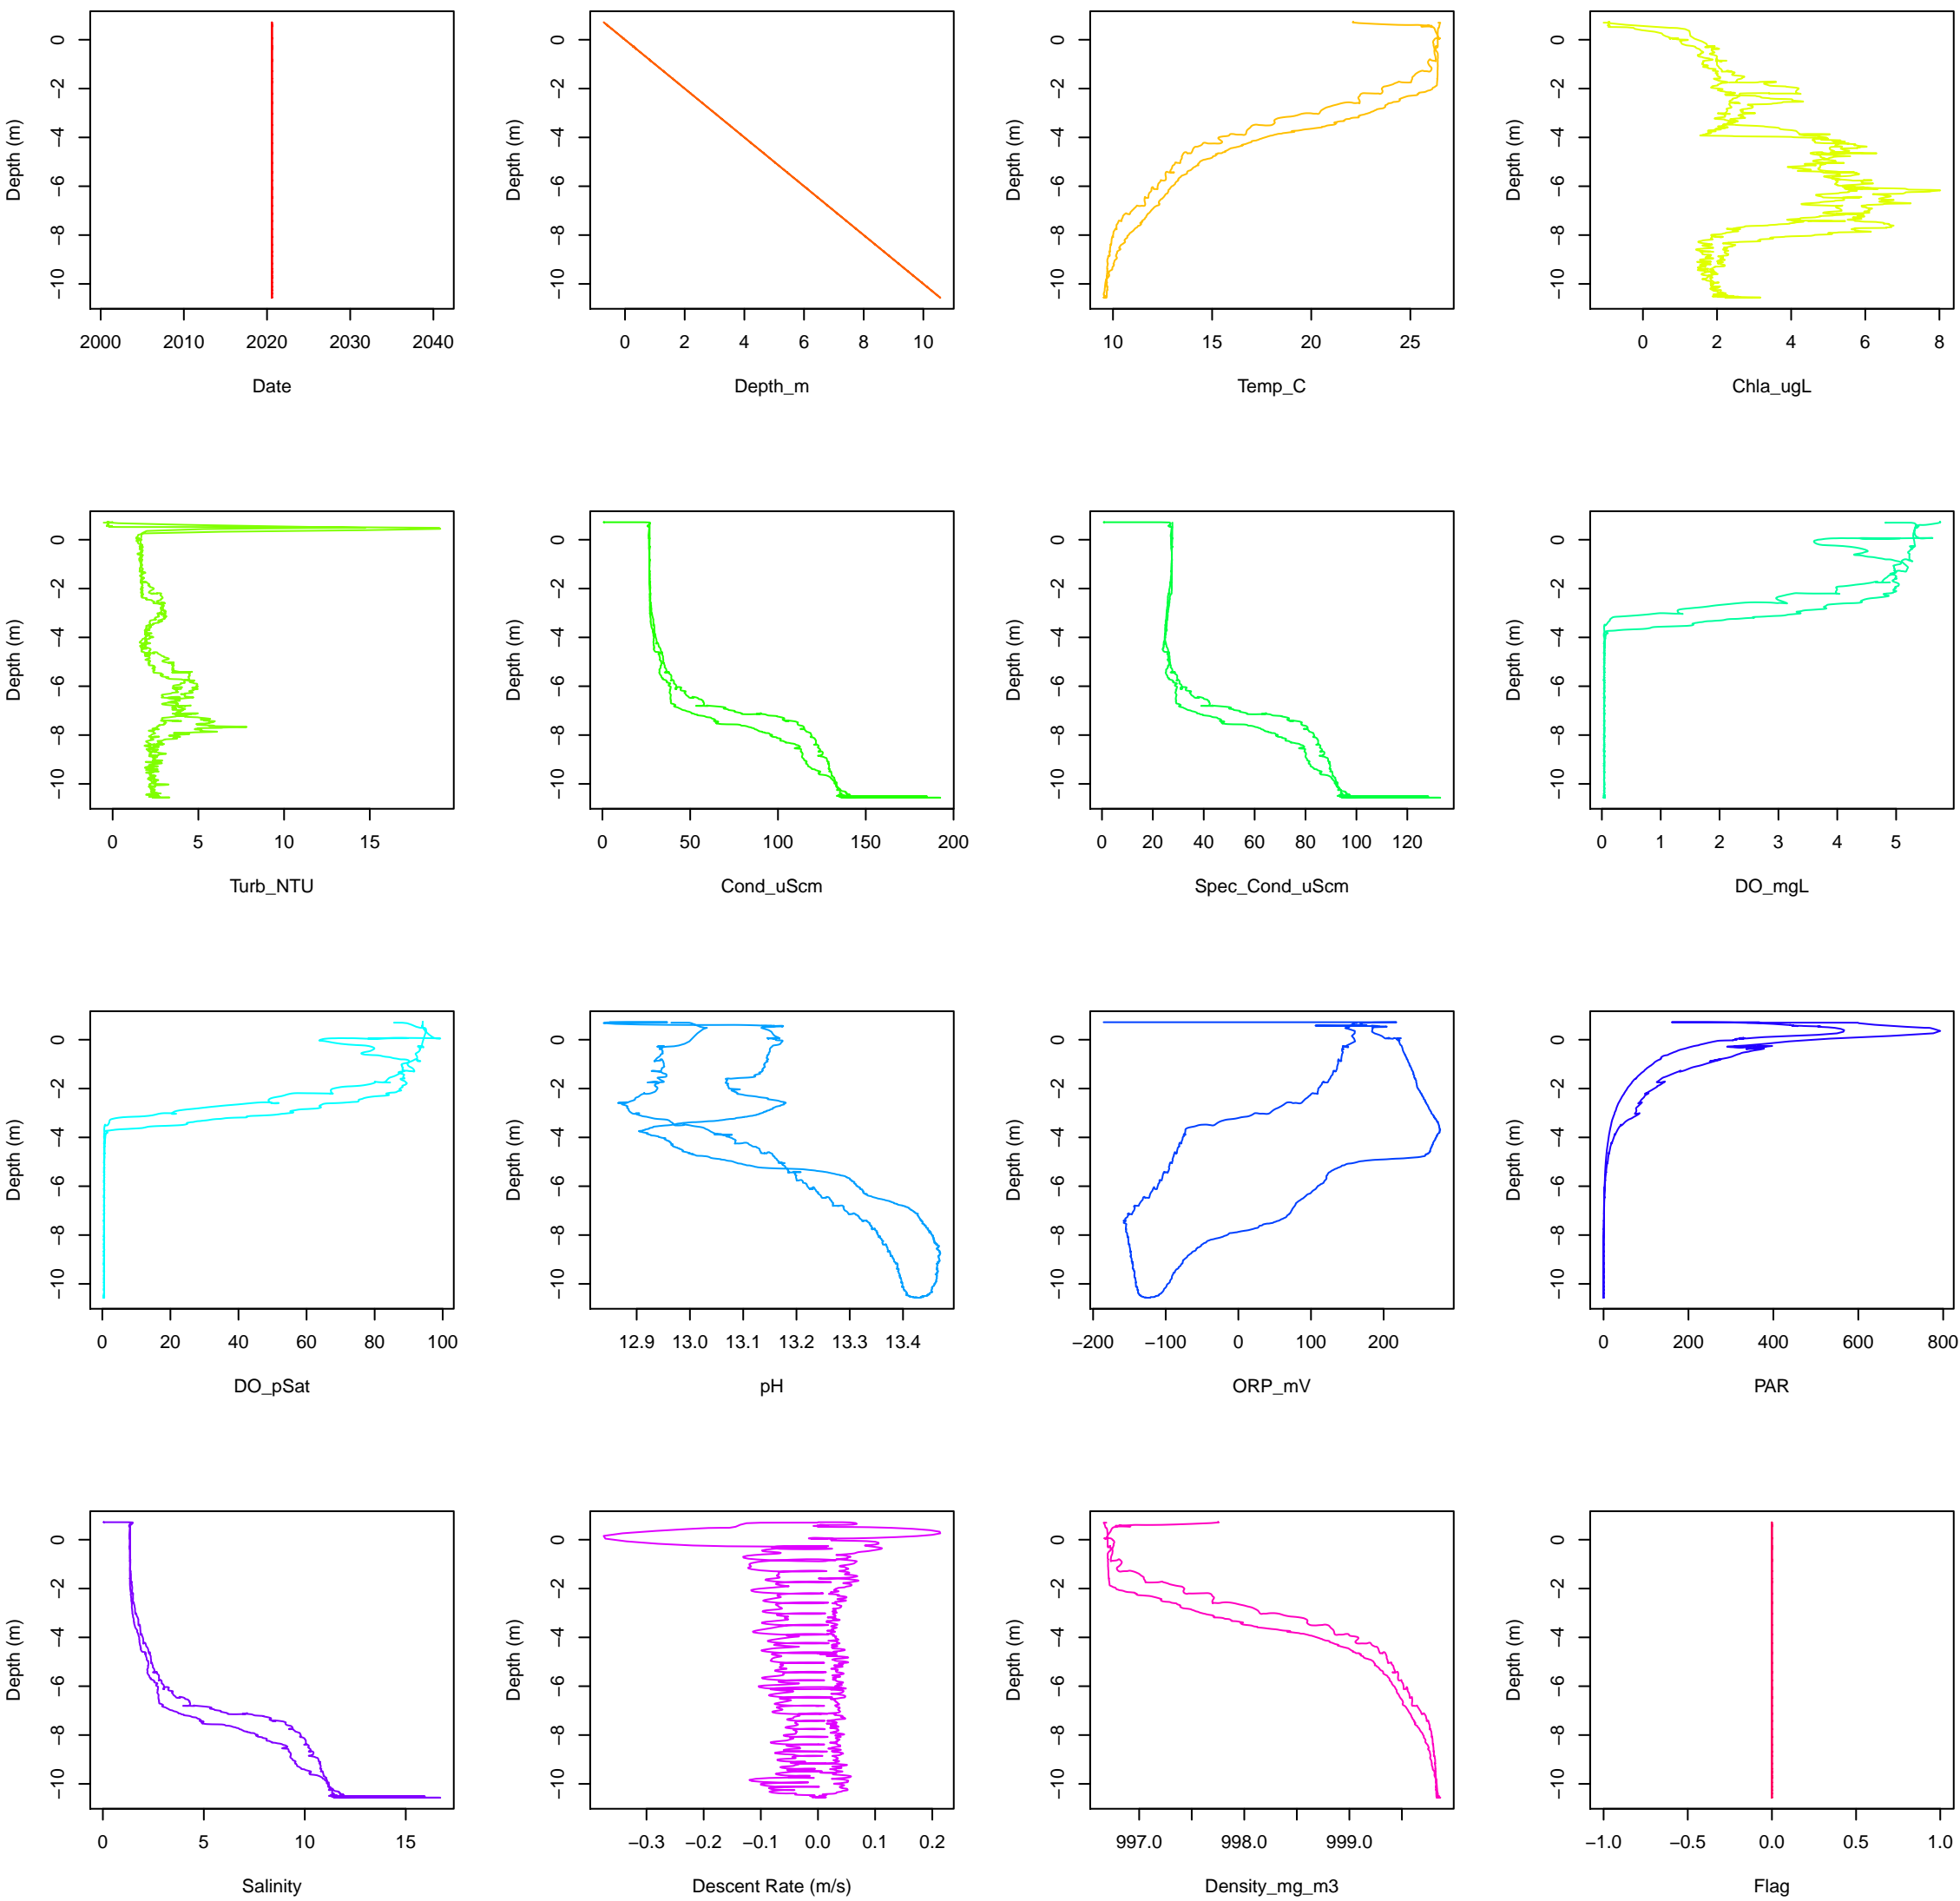 0 −2 −4 −6 −8 −10
Depth (m)
2000 2010 2020 2030 2040
Date
0 −2 −4 −6 −8 −10
Depth (m)
0 2 4 6 8 10
Depth_m
0 −2 −4 −6 −8 −10
Depth (m)
10 15 20 25
Temp_C
0 −2 −4 −6 −8 −10
Depth (m)
0 2 4 6 8
Chla_ugL
0 −2 −4 −6 −8 −10
Depth (m)
0 5 10 15
Turb_NTU
0 −2 −4 −6 −8 −10
Depth (m)
0 50 100 150 200
Cond_uScm
0 −2 −4 −6 −8 −10
Depth (m)
0 20 40 60 80 100 120
Spec_Cond_uScm
0 −2 −4 −6 −8 −10
Depth (m)
0 1 2 3 4 5
DO_mgL
0 −2 −4 −6 −8 −10
Depth (m)
0 20 40 60 80 100
DO_pSat
0 −2 −4 −6 −8 −10
Depth (m)
12.9 13.0 13.1 13.2 13.3 13.4
pH
0 −2 −4 −6 −8 −10
Depth (m)
−200 −100 0 100 200
ORP_mV
0 −2 −4 −6 −8 −10
Depth (m)
0 200 400 600 800
PAR
0 −2 −4 −6 −8 −10
Depth (m)
0 5 10 15
Salinity
0 −2 −4 −6 −8 −10
Depth (m)
−0.3 −0.2 −0.1 0.0 0.1 0.2
Descent Rate (m/s)
0 −2 −4 −6 −8 −10
Depth (m)
997.0 998.0 999.0
Density_mg_m3
0 −2 −4 −6 −8 −10
Depth (m)
−1.0 −0.5 0.0 0.5 1.0
Flag